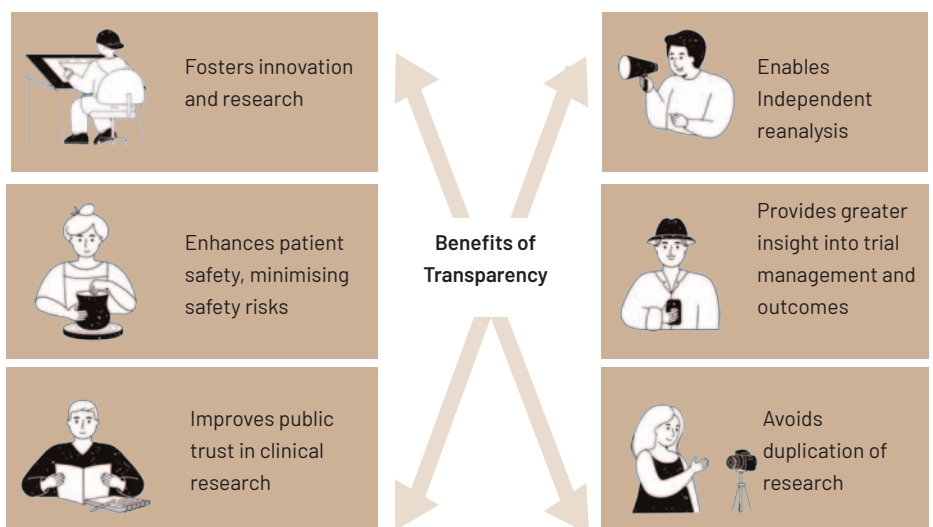 Fosters innovation
and research
Enhances patient
safety, minimising
safety risks
Improves public
trust in clinical
research
Benefits of
Transparency
Enables
Independent
reanalysis
Provides greater
insight into trial
management and
outcomes
Avoids
duplication of
research